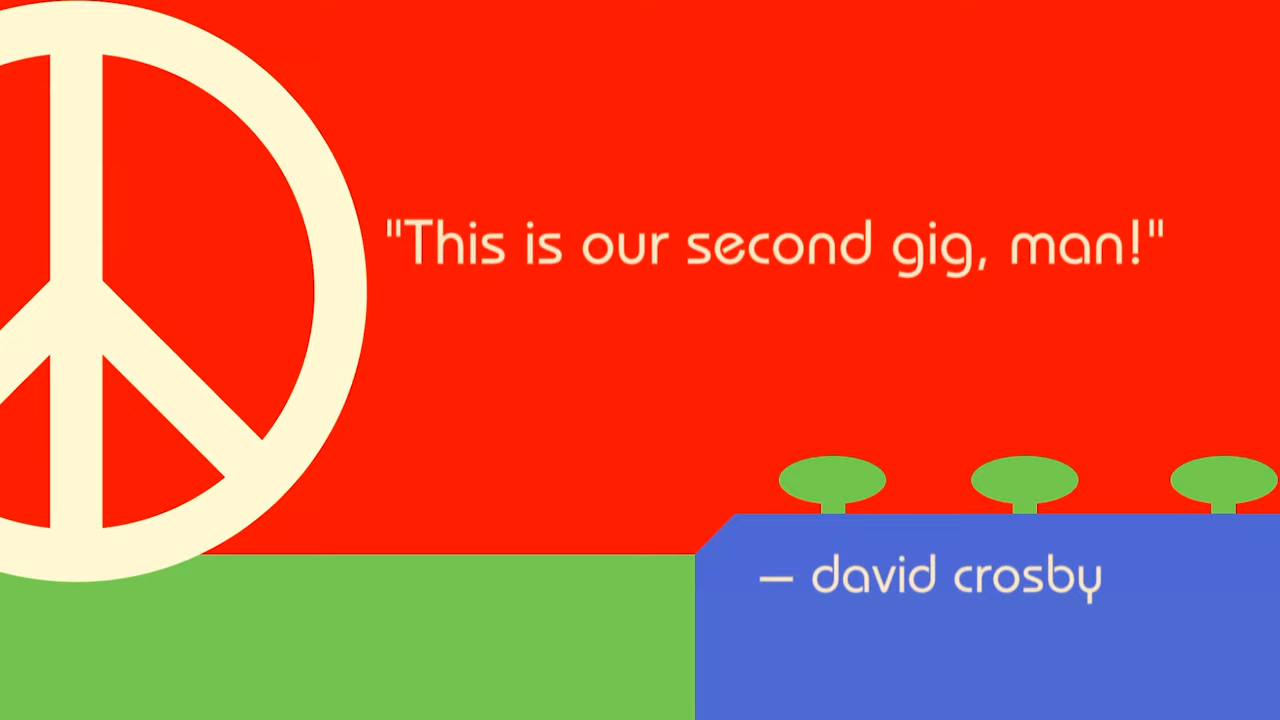 "This is our second gig, man!"
— david crosby